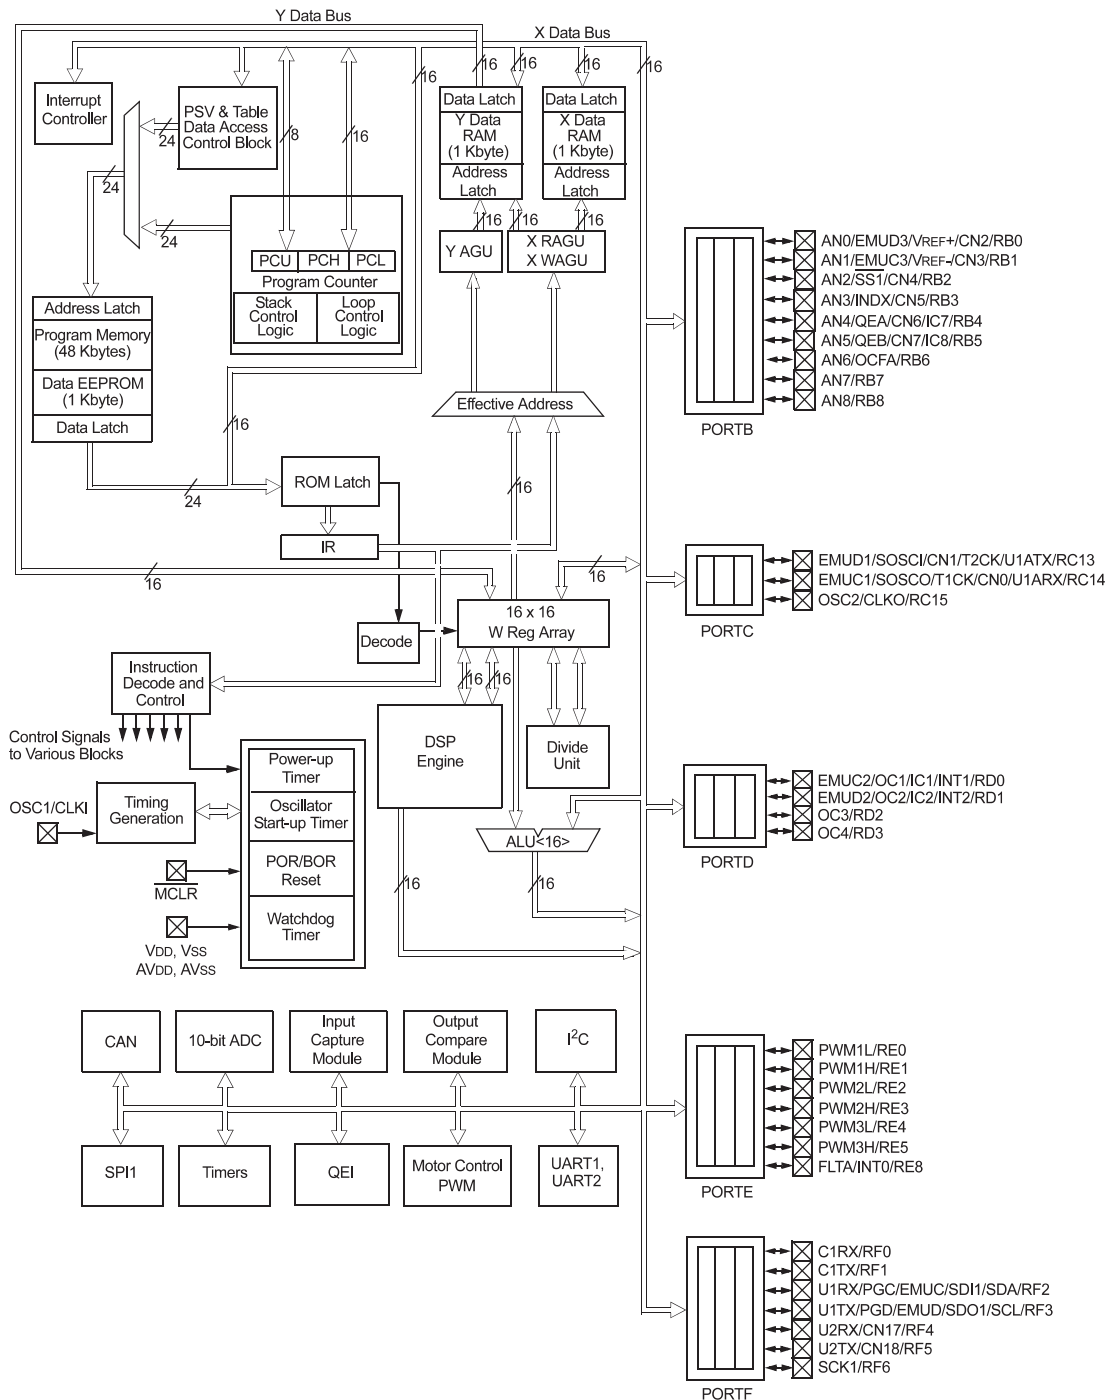 Y Data Bus
X Data Bus
16
16
16
16
16
16
16
Interrupt
Controller
PSV & Table
Data Access
Control Block
24
24
24
8
16
Data Latch
Y Data
RAM
(1 Kbyte)
Address
Latch
Data Latch
X Data
RAM
(1 Kbyte)
Address
Latch
16
16
16
Y AGU
X RAGU
X WAGU
PCU
PCH
PCL
Program Counter
Stack
Control
Logic
Loop
Control
Logic
Address Latch
Program Memory
(48 Kbytes)
Data EEPROM
(1 Kbyte)
Data Latch
Effective Address
16
24
ROM Latch
16
IR
16
16
16 x 16
W Reg Array
Decode
Instruction
Decode and
Control
16
16
Control Signals
to Various Blocks
DSP
Engine
Divide
Unit
Power-up
Timer
Oscillator
Start-up Timer
POR/BOR
Reset
Watchdog
Timer
OSC1/CLKI
Timing
Generation
MCLR
VDD, VSS
AVDD, AVSS
ALU<16>
16
16
CAN
10-bit ADC
Input
Capture
Module
Output
Compare
Module
I²C
SPI1
Timers
QEI
Motor Control
PWM
UART1,
UART2
AN0/EMUD3/VREF+/CN2/RB0
AN1/EMUC3/VREF-/CN3/RB1
AN2/SS1/CN4/RB2
AN3/INDX/CN5/RB3
AN4/QEA/CN6/IC7/RB4
AN5/QEB/CN7/IC8/RB5
AN6/OCFA/RB6
AN7/RB7
AN8/RB8
PORTB
EMUD1/SOSCI/CN1/T2CK/U1ATX/RC13
EMUC1/SOSCO/T1CK/CN0/U1ARX/RC14
OSC2/CLKO/RC15
PORTC
EMUC2/OC1/IC1/INT1/RD0
EMUD2/OC2/IC2/INT2/RD1
OC3/RD2
OC4/RD3
PORTD
PWM1L/RE0
PWM1H/RE1
PWM2L/RE2
PWM2H/RE3
PWM3L/RE4
PWM3H/RE5
FLTA/INT0/RE8
PORTE
C1RX/RF0
C1TX/RF1
U1RX/PGC/EMUC/SDI1/SDA/RF2
U1TX/PGD/EMUD/SDO1/SCL/RF3
U2RX/CN17/RF4
U2TX/CN18/RF5
SCK1/RF6
PORTF